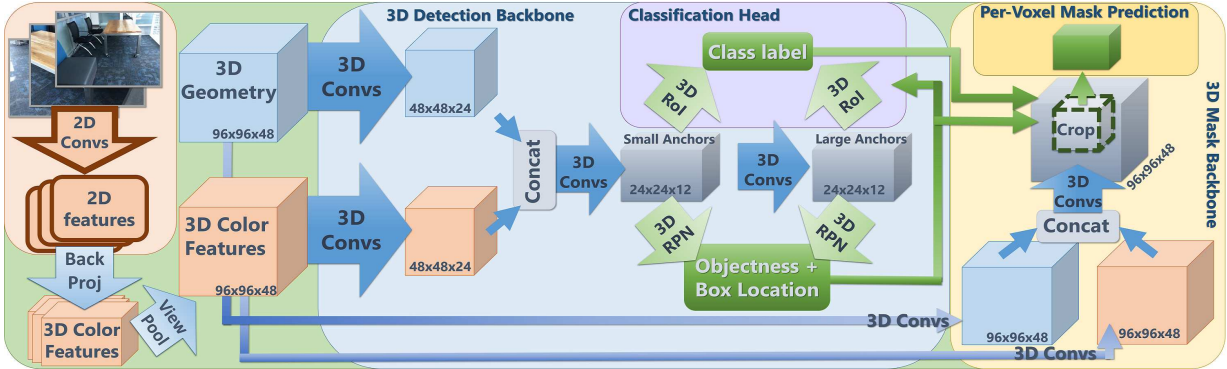 2D
Convs
2D
features
Back
Proj
3D Color
Features
View
Pool
3D
Geometry
96x96x48
3D Color
Features
96x96x48
3D Detection Backbone
3D
Convs
48x48x24
3D
Convs
48x48x24
Concat
3D
Convs
Classification Head
Class label
3D
RoI
3D
RoI
Small Anchors
24x24x12
3D
Convs
Large Anchors
24x24x12
3D
RPN
3D
RPN
Objectness +
Box Location
3D Convs
3D Convs
Per-Voxel Mask Prediction
Crop
96x96x48
3D
Convs
Concat
96x96x48
96x96x48
3D Mask Backbone